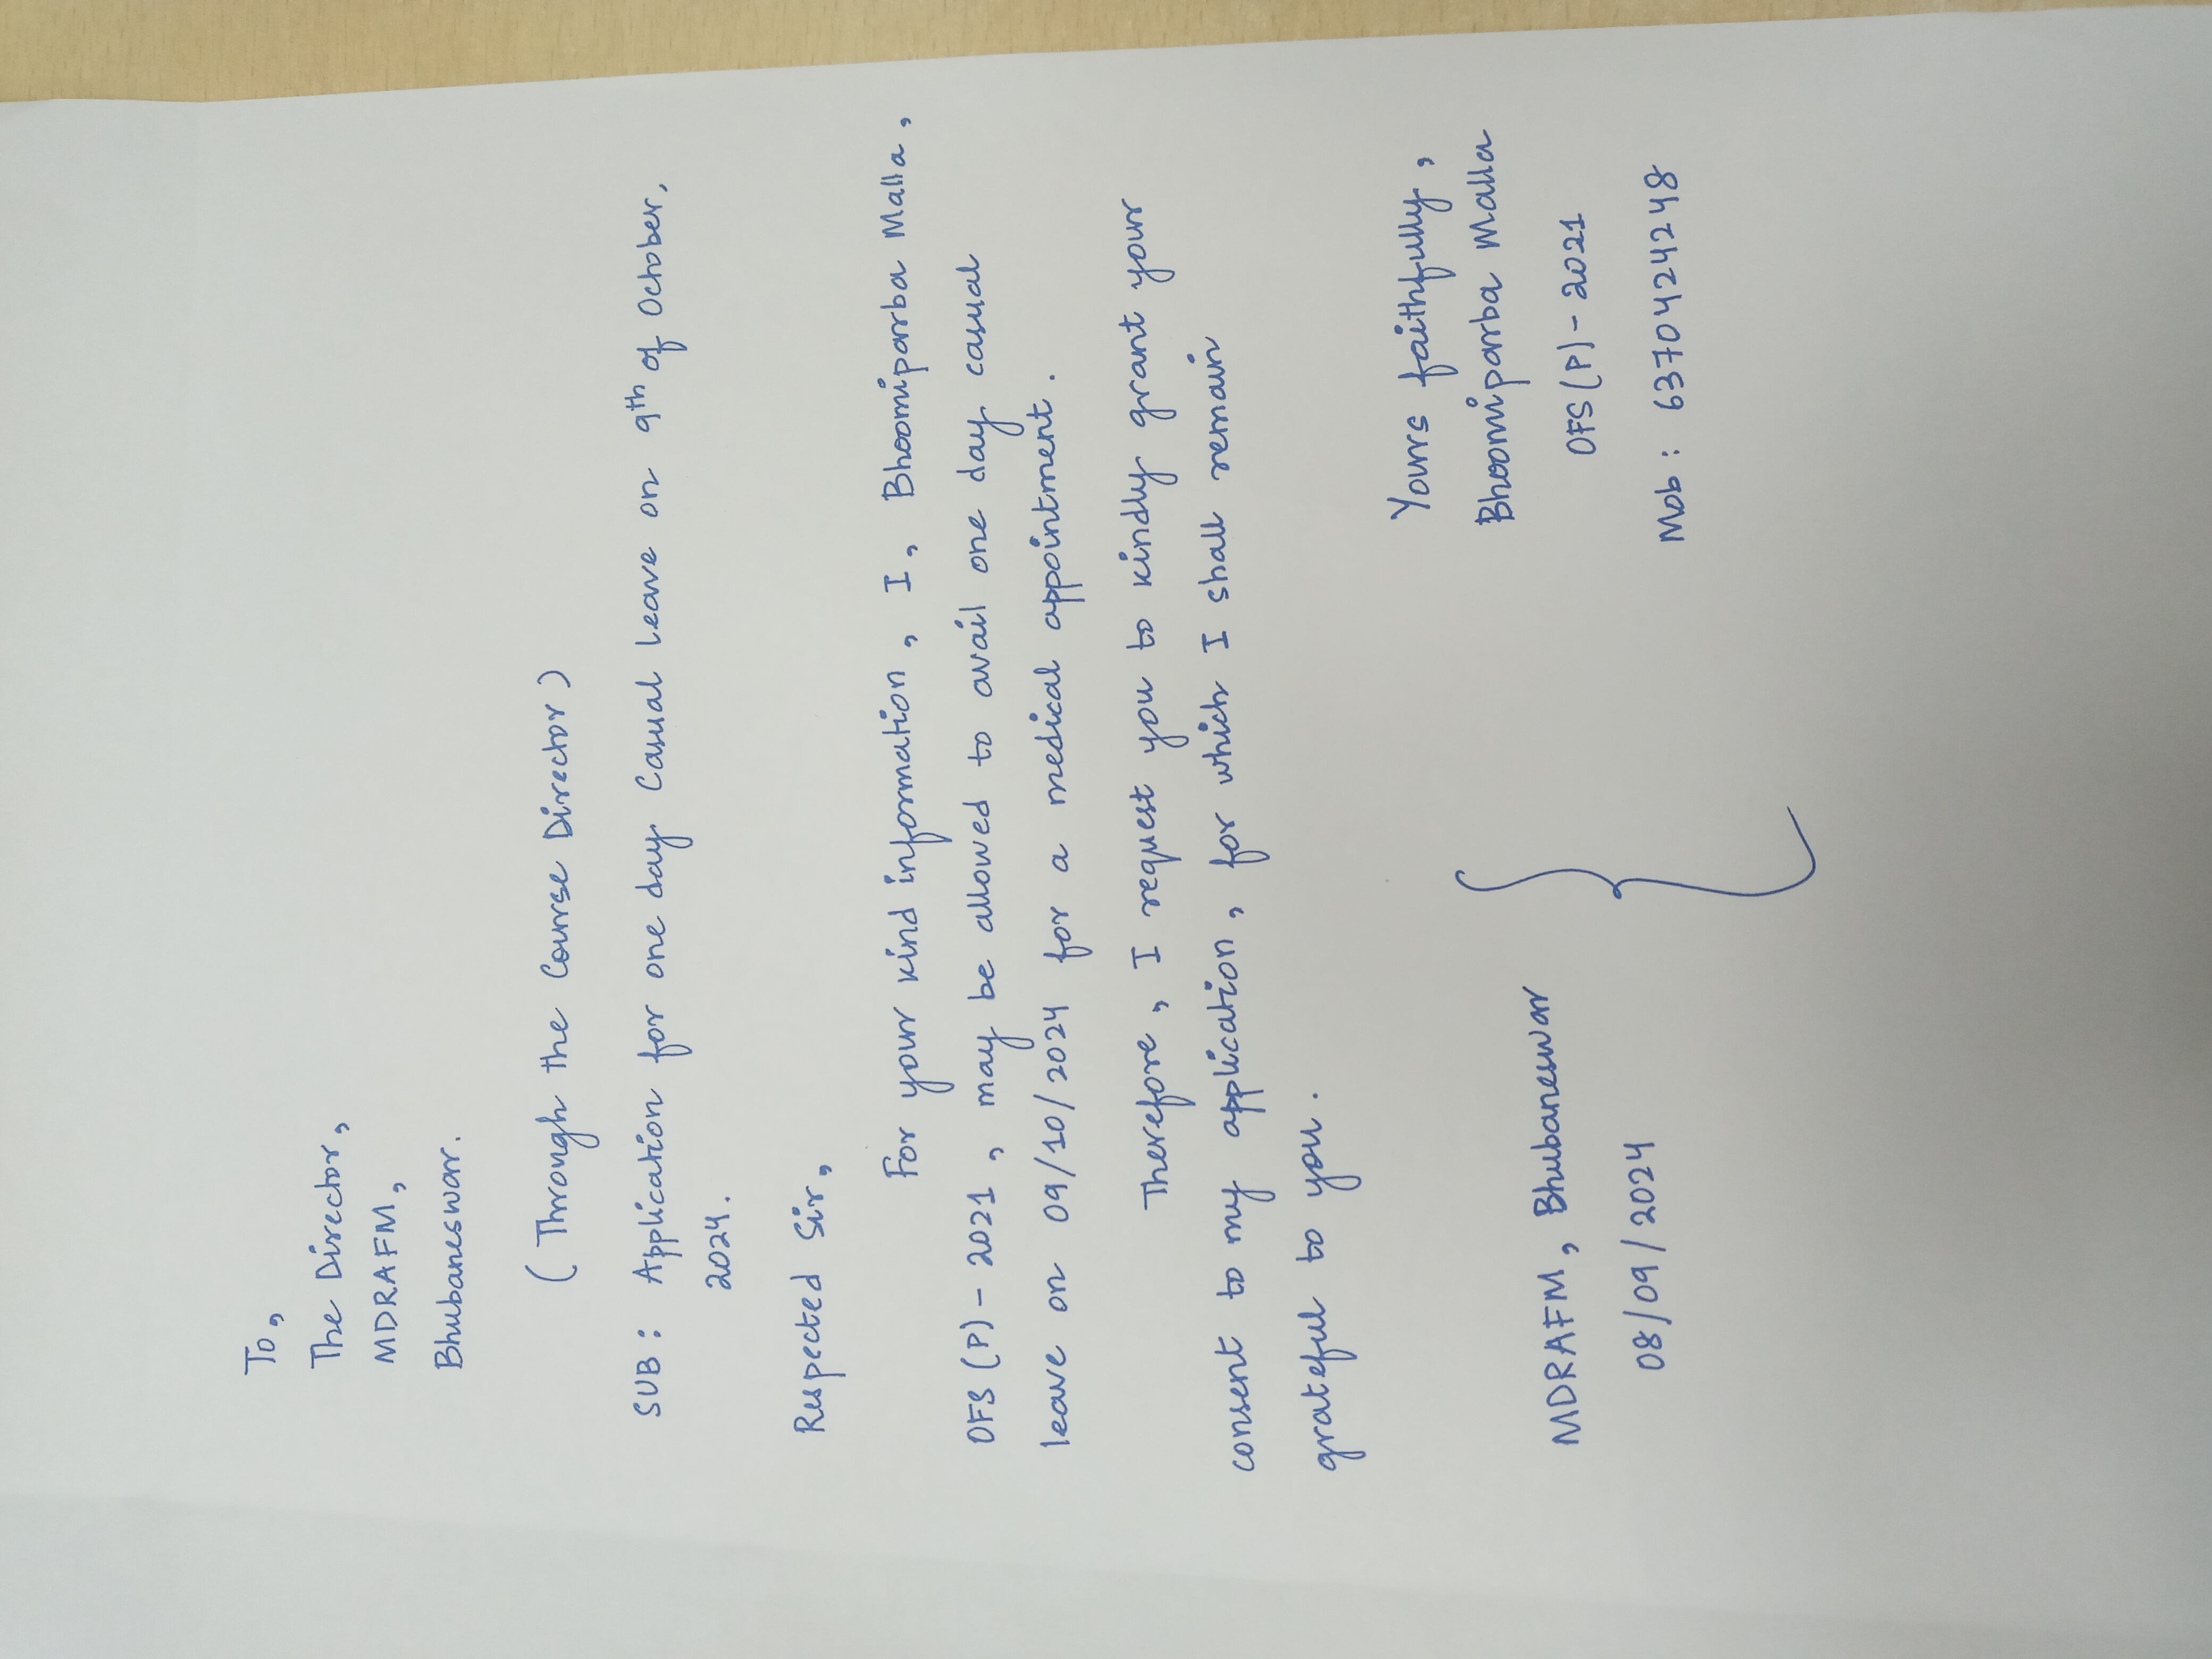 To,
The Director,
MDRAFM,
Bhubaneswar.
(Through the Course Director)
SUB: Application for one day Casual leave on 9th of October,
2024.
Respected Sir,
For your kind information, I, Bhoomiparba Malla,
OFS (P) - 2021, may be allowed to avail one day casual
leave on 09/10/2024 for a medical appointment.
Therefore, I request you to kindly grant your
consent to my application, for which I shall remain
grateful to you.
Yours faithfully,
Bhoomiparba Malla
OFS (P) - 2021
Mob: 6370424248
MDRAFM, Bhubaneswar
08/09/2024